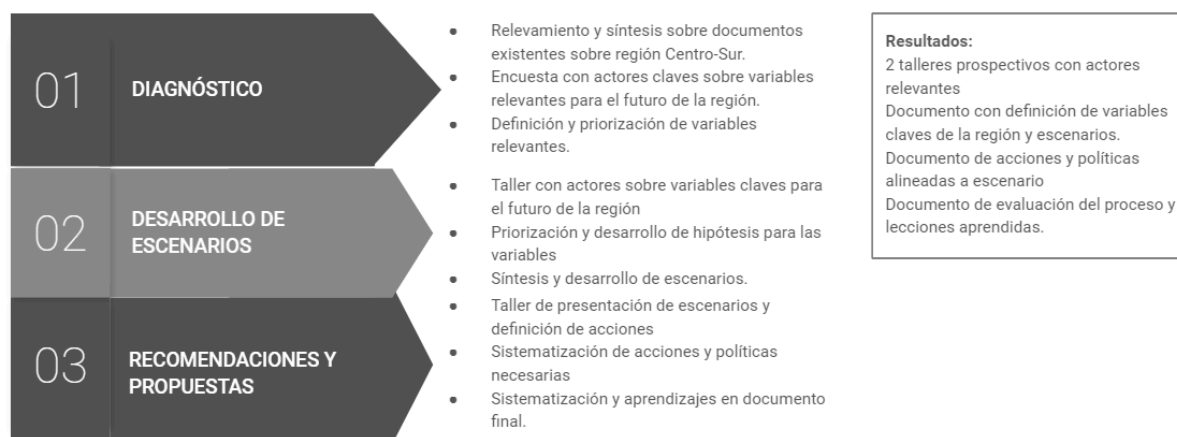 01
DIAGNÓSTICO
• Relevamiento y síntesis sobre documentos
existentes sobre región Centro-Sur.
• Encuesta con actores claves sobre variables
relevantes para el futuro de la región.
• Definición y priorización de variables
relevantes.
02
DESARROLLO DE
ESCENARIOS
• Taller con actores sobre variables claves para
el futuro de la región
• Priorización y desarrollo de hipótesis para las
variables
• Síntesis y desarrollo de escenarios.
03
RECOMENDACIONES Y
PROPUESTAS
• Taller de presentación de escenarios y
definición de acciones
• Sistematización de acciones y políticas
necesarias
• Sistematización y aprendizajes en documento
final.
Resultados:
2 talleres prospectivos con actores
relevantes
Documento con definición de variables
claves de la región y escenarios.
Documento de acciones y políticas
alineadas a escenario
Documento de evaluación del proceso y
lecciones aprendidas.